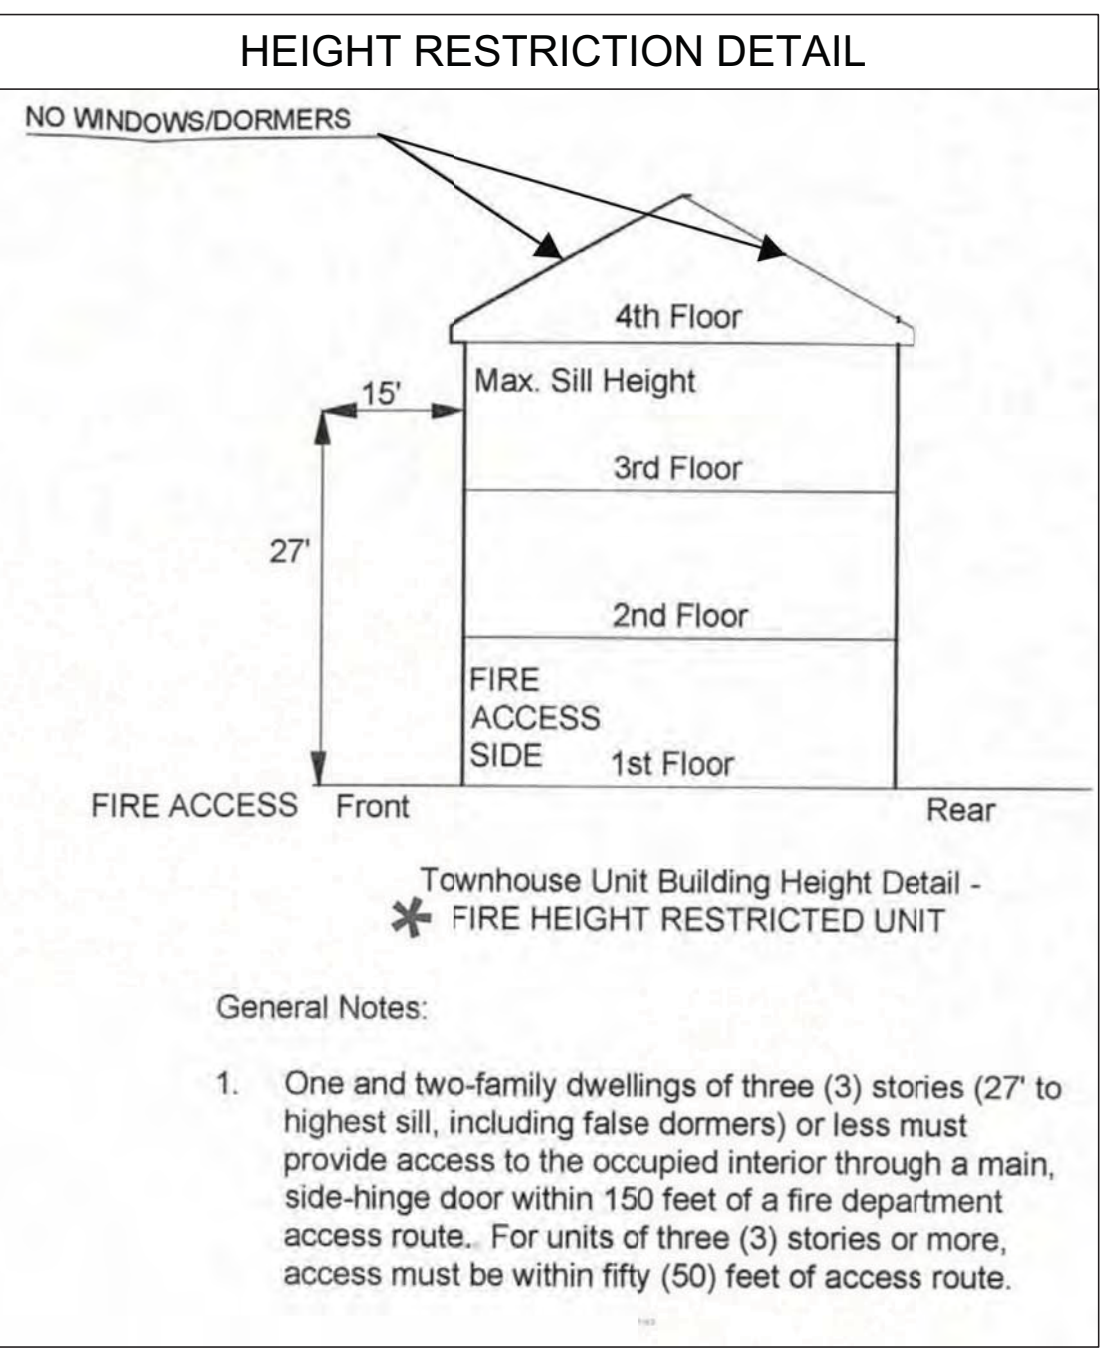 HEIGHT RESTRICTION DETAIL
NO WINDOWS/DORMERS
4th Floor
Max. Sill Height
15'
3rd Floor
27'
2nd Floor
FIRE
ACCESS
SIDE
1st Floor
FIRE ACCESS
Front
Rear
Townhouse Unit Building Height Detail -
FIRE HEIGHT RESTRICTED UNIT
General Notes:
1. One and two-family dwellings of three (3) stories (27' to
highest sill, including false dormers) or less must
provide access to the occupied interior through a main,
side-hinge door within 150 feet of a fire department
access route. For units of three (3) stories or more,
access must be within fifty (50) feet of access route.